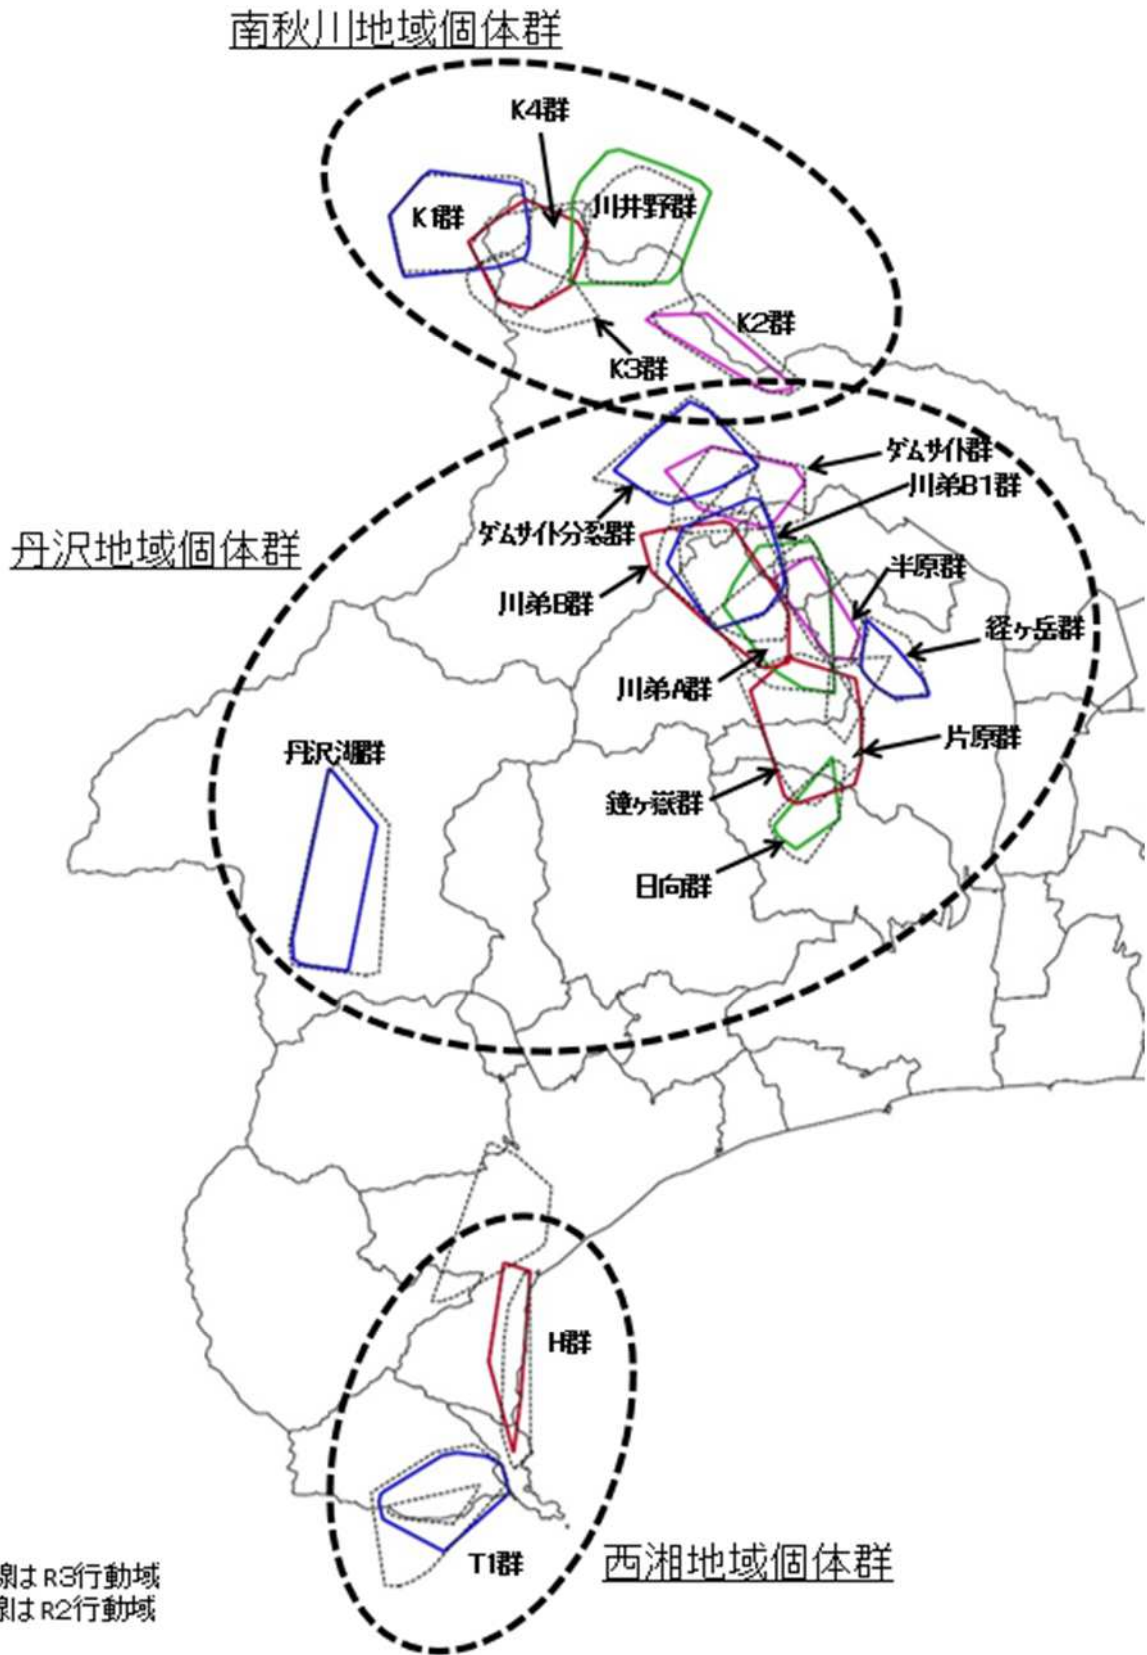 南秋川地域個体群
K4群
K1群
川井野群
K2群
K3群
ダムサイト群
川弟B1群
ダムサイト分裂群
丹沢地域個体群
半原群
川弟B群
経ヶ岳群
川弟A群
片原群
丹沢湖群
鐘ヶ嶽群
日向群
H群
T1群
西湘地域個体群
線はR3行動域
線はR2行動域